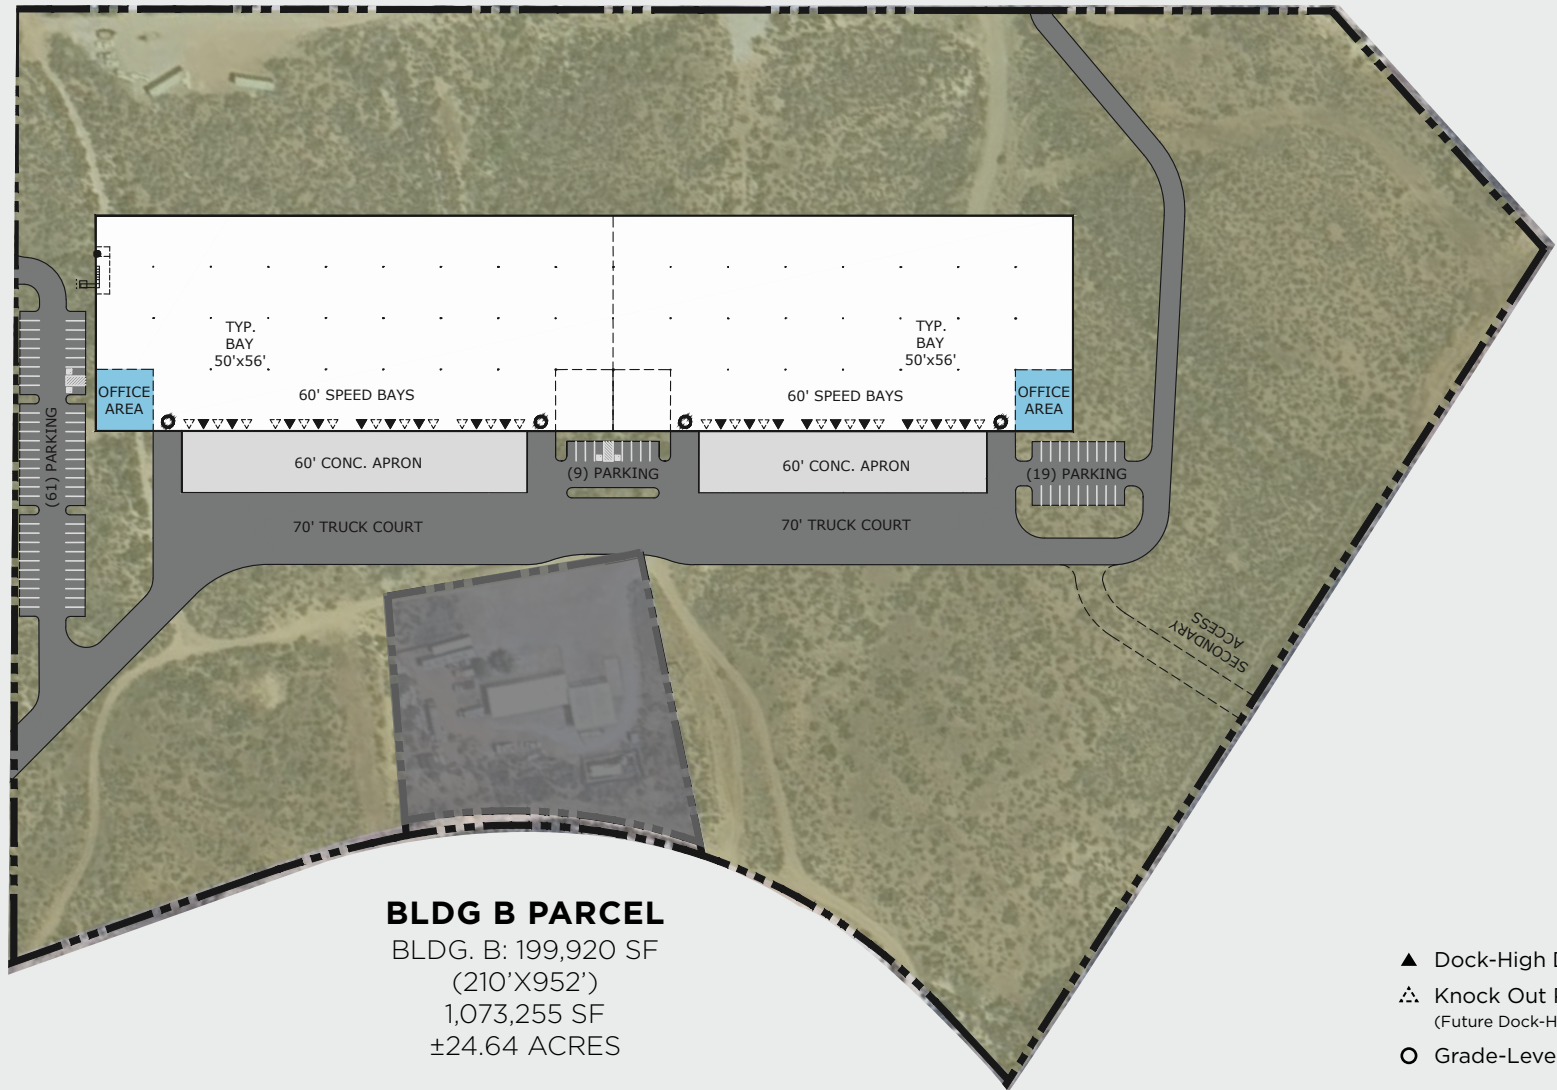 TYP.
BAY
50'x56'
TYP.
BAY
50'x56'
OFFICE
AREA
60' SPEED BAYS
60' SPEED BAYS
OFFICE
AREA
(61) PARKING
60' CONC. APRON
(9) PARKING
60' CONC. APRON
(19) PARKING
70' TRUCK COURT
70' TRUCK COURT
SECONDARY
ACCESS
BLDG B PARCEL
BLDG. B: 199,920 SF
(210’X952’)
1,073,255 SF
±24.64 ACRES
Dock-High
Knock Out
(Future Dock-H
Grade-Leve